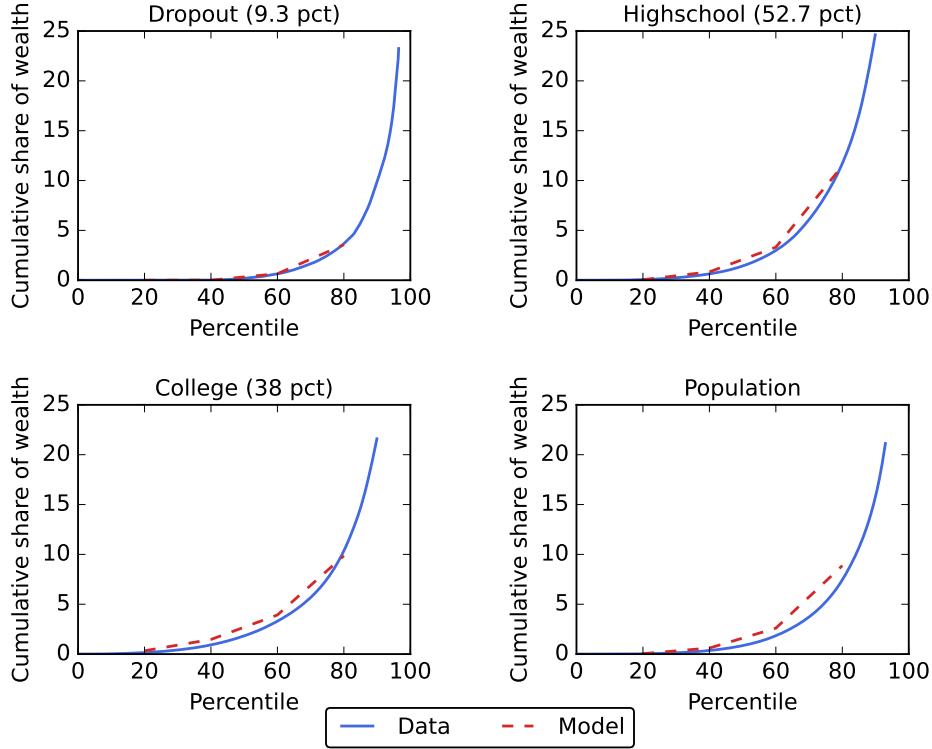 Dropout (9.3 pct)
Cumulative share of wealth
25
20
15
10
5
0
0 20 40 60 80 100
Percentile
Highschool (52.7 pct)
Cumulative share of wealth
25
20
15
10
5
0
0 20 40 60 80 100
Percentile
College (38 pct)
Cumulative share of wealth
25
20
15
10
5
0
0 20 40 60 80 100
Percentile
Population
Cumulative share of wealth
25
20
15
10
5
0
0 20 40 60 80 100
Percentile
Data Model